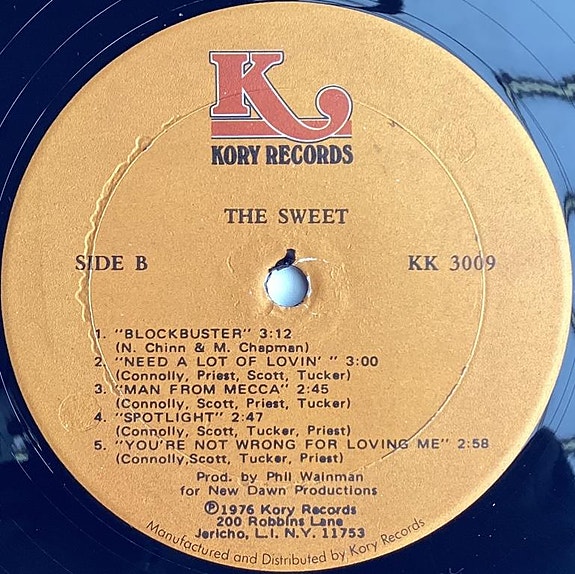 K
KORY RECORDS
THE SWEET
SIDE B
KK 3009
1. "BLOCKBUSTER" 3:12
(N. Chinn & M. Chapman)
2. "NEED A LOT OF LOVIN' " 3:00
(Connolly, Priest, Scott, Tucker)
3. "MAN FROM MECCA" 2:45
(Connolly, Scott, Priest, Tucker)
4. "SPOTLIGHT" 2:47
(Connolly, Scott, Priest, Tucker)
5. "YOU'RE NOT WRONG FOR LOVING ME" 2:58
(Connolly,Scott, Tucker, Priest)
Prod. by Phil Wainman
for New Dawn Productions
Ⓟ1976 Kory Records
200 Robbins Lane
Jericho, L.I. N.Y. 11753
Manufactured and Distributed by Kory Records